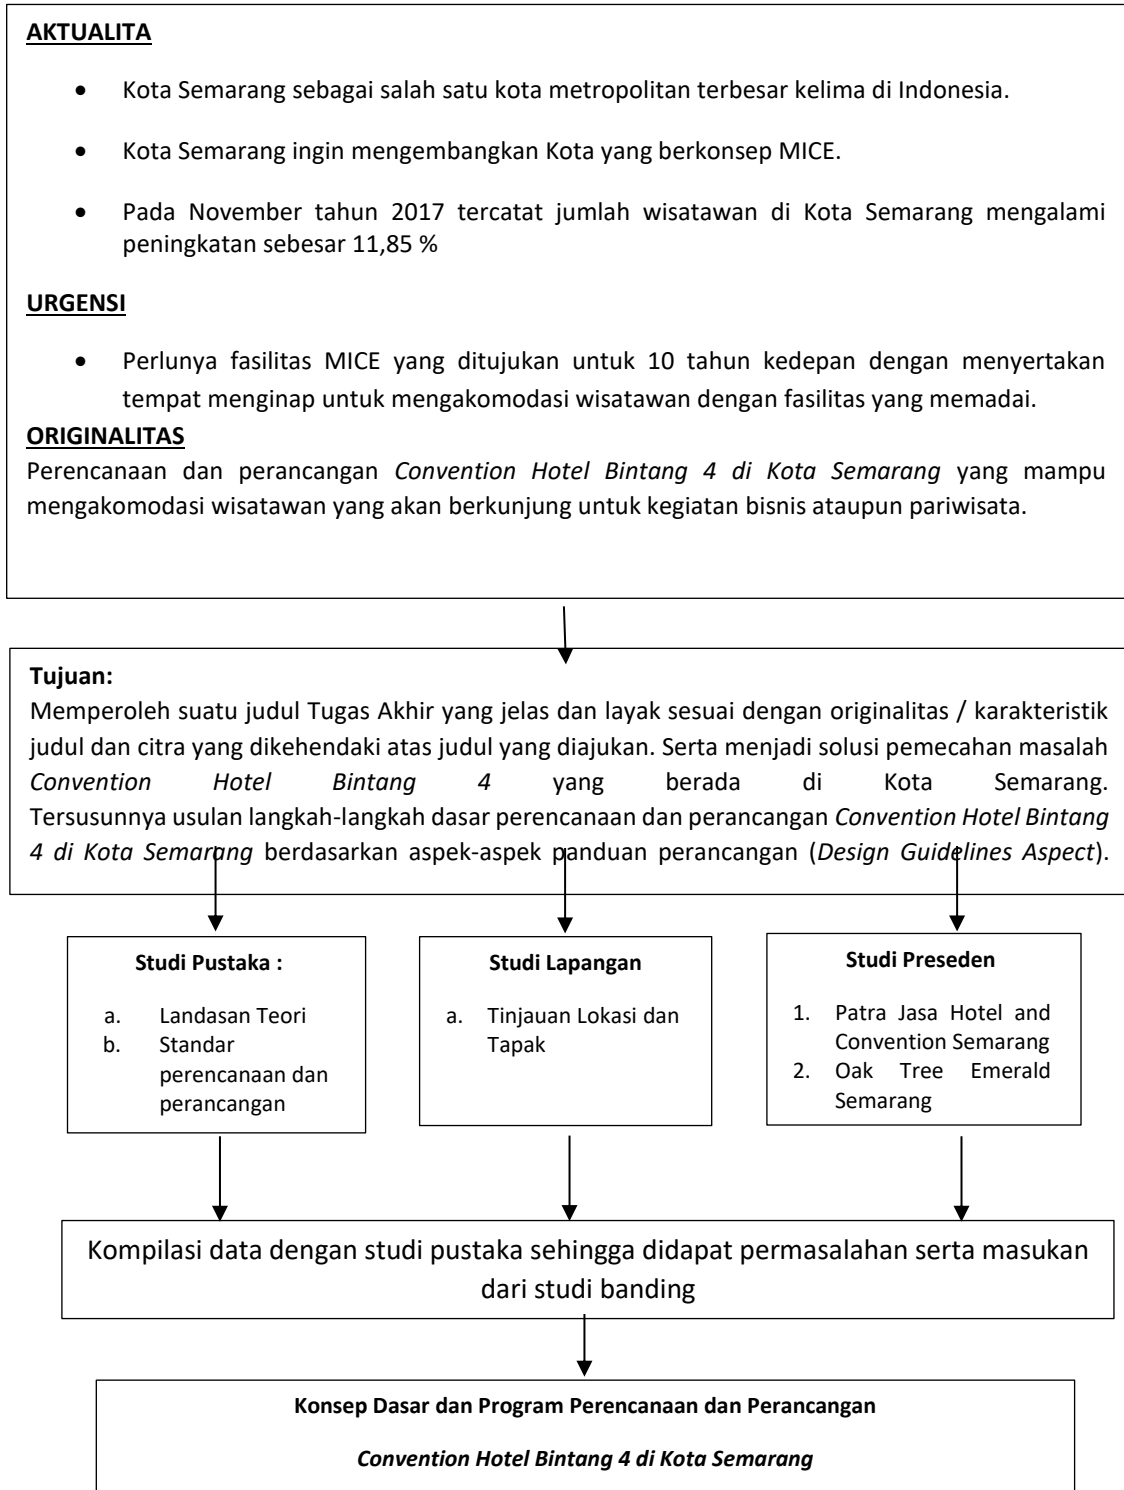 AKTUALITA
• Kota Semarang sebagai salah satu kota metropolitan terbesar kelima di Indonesia.
• Kota Semarang ingin mengembangkan Kota yang berkonsep MICE.
• Pada November tahun 2017 tercatat jumlah wisatawan di Kota Semarang mengalami
peningkatan sebesar 11,85 %
URGENSI
• Perlunya fasilitas MICE yang ditujukan untuk 10 tahun kedepan dengan menyertakan
tempat menginap untuk mengakomodasi wisatawan dengan fasilitas yang memadai.
ORIGINALITAS
Perencanaan dan perancangan Convention Hotel Bintang 4 di Kota Semarang yang mampu
mengakomodasi wisatawan yang akan berkunjung untuk kegiatan bisnis ataupun pariwisata.
Tujuan:
Memperoleh suatu judul Tugas Akhir yang jelas dan layak sesuai dengan originalitas / karakteristik
judul dan citra yang dikehendaki atas judul yang diajukan. Serta menjadi solusi pemecahan masalah
Convention Hotel Bintang 4 yang berada di Kota Semarang.
Tersusunnya usulan langkah-langkah dasar perencanaan dan perancangan Convention Hotel Bintang
4 di Kota Semarang berdasarkan aspek-aspek panduan perancangan (Design Guidelines Aspect).
Studi Pustaka :
a. Landasan Teori
b. Standar
perencanaan dan
perancangan
Studi Lapangan
a. Tinjauan Lokasi dan
Tapak
Studi Preseden
1. Patra Jasa Hotel and
Convention Semarang
2. Oak Tree Emerald
Semarang
Kompilasi data dengan studi pustaka sehingga didapat permasalahan serta masukan
dari studi banding
Konsep Dasar dan Program Perencanaan dan Perancangan
Convention Hotel Bintang 4 di Kota Semarang